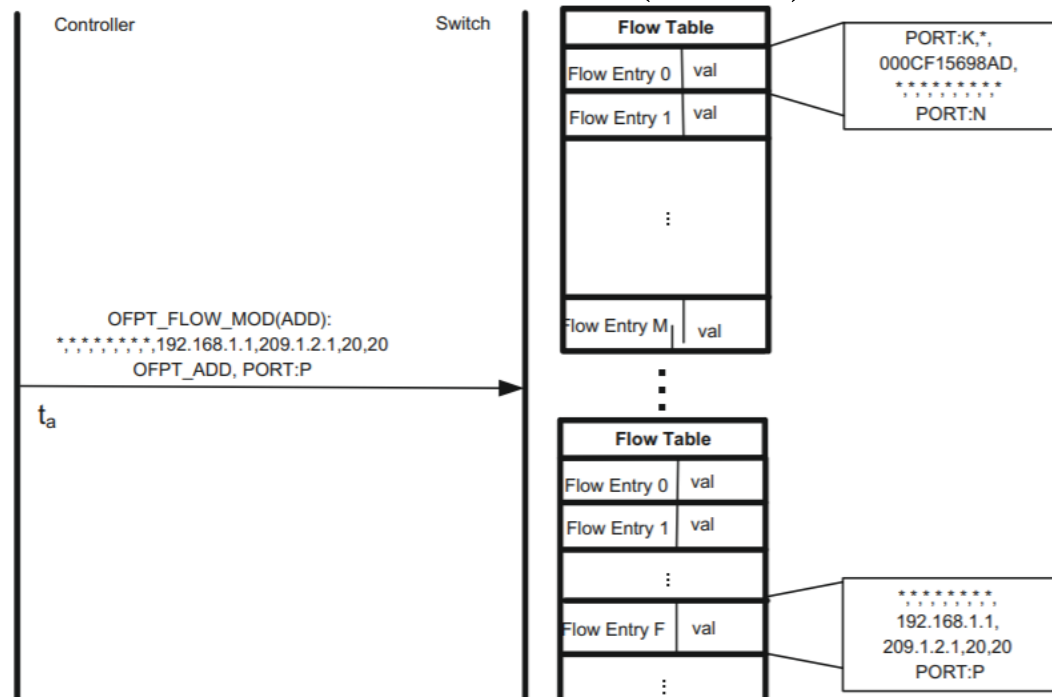 Controller
Switch
Flow Table
Flow Entry 0 val
Flow Entry 1 val
⋮
Flow Entry M val
PORT:K,*,
000CF15698AD,
*,*,*,*,*,*,*,*,*
PORT:N
OFPT_FLOW_MOD(ADD):
*,*,*,*,*,*,*,*,192.168.1.1,209.1.2.1,20,20
OFPT_ADD, PORT:P
ta
Flow Table
Flow Entry 0 val
Flow Entry 1 val
⋮
Flow Entry F val
⋮
*,*,*,*,*,*,*,*,
192.168.1.1,
209.1.2.1,20,20
PORT:P